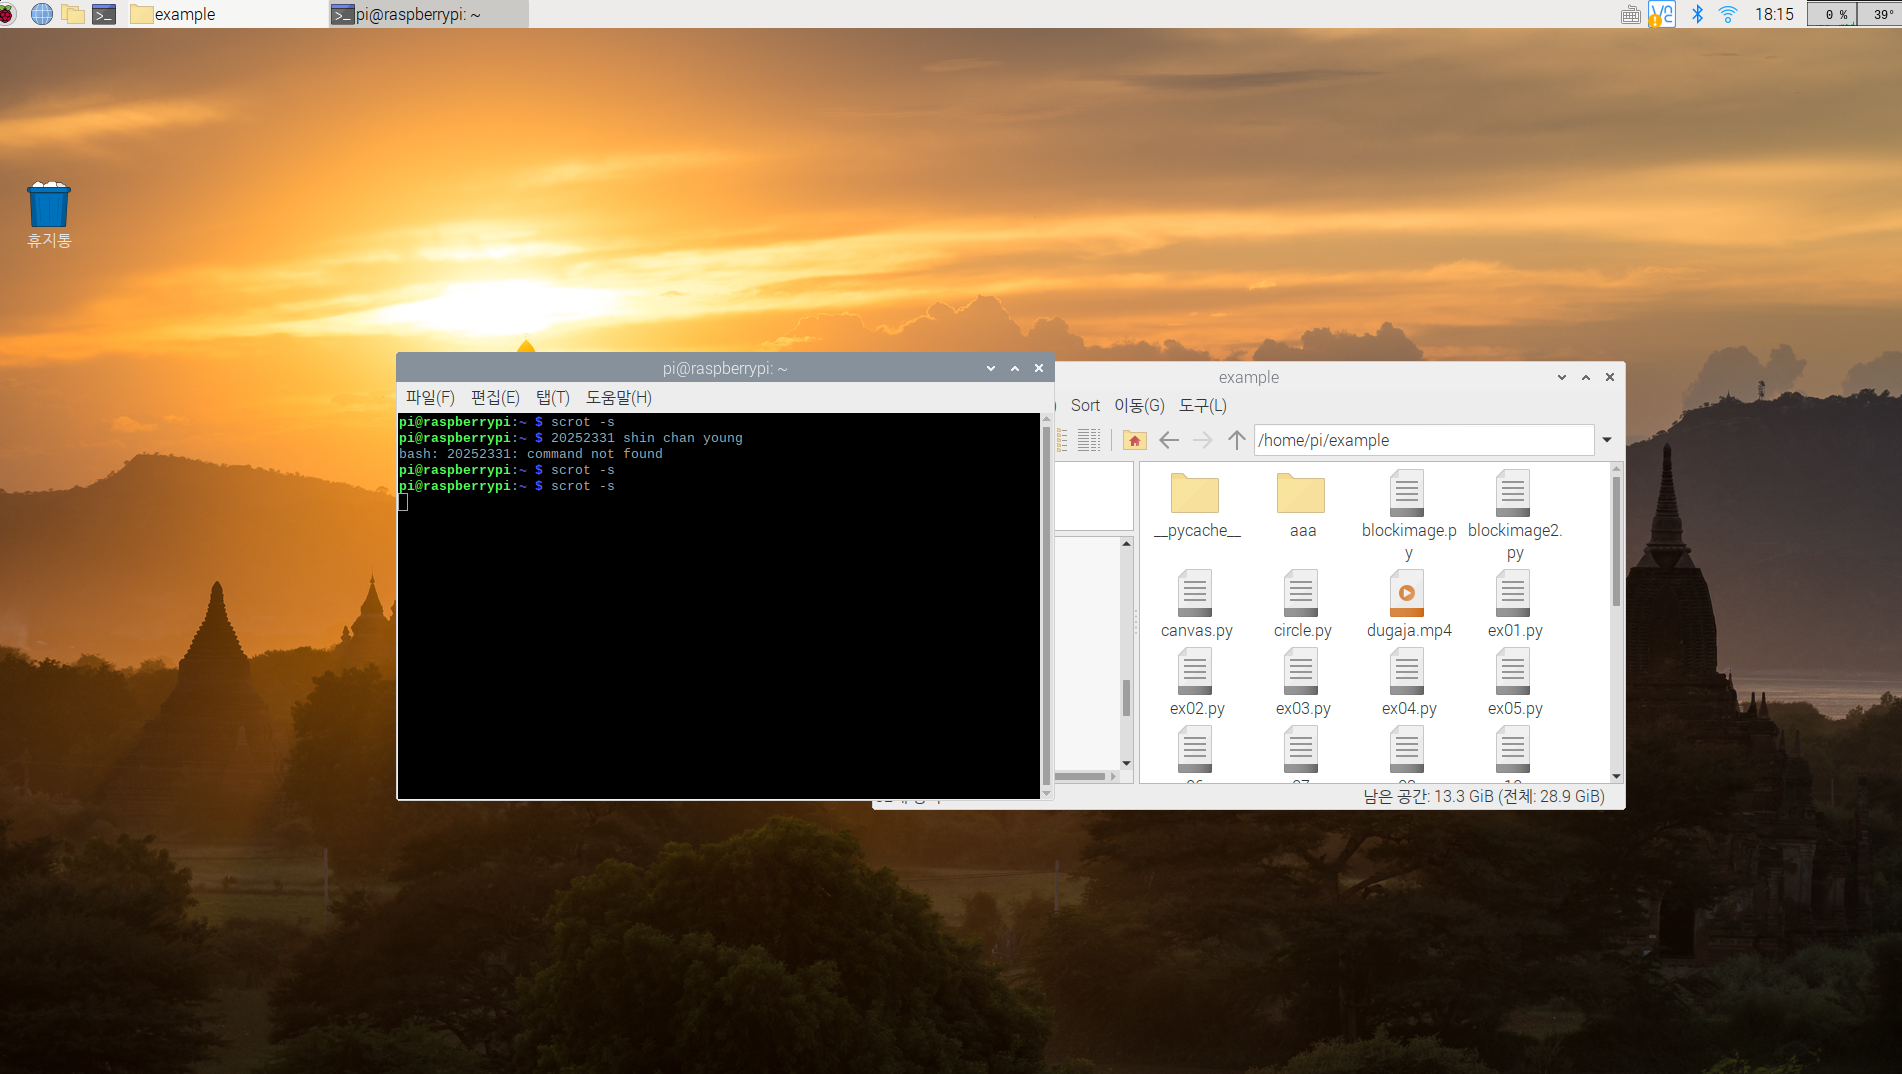 example
pi@raspberrypi: ~
18:15
0 %
39°
휴지통
pi@raspberrypi: ~
파일(F) 편집(E) 탭(T) 도움말(H)
pi@raspberrypi:~ $ scrot -s
pi@raspberrypi:~ $ 20252331 shin chan young
bash: 20252331: command not found
pi@raspberrypi:~ $ scrot -s
pi@raspberrypi:~ $ scrot -s
example
Sort 이동(G) 도구(L)
/home/pi/example
__pycache__ aaa blockimage.p blockimage2.
y py
canvas.py circle.py dugaja.mp4 ex01.py
ex02.py ex03.py ex04.py ex05.py
남은 공간: 13.3 GiB (전체: 28.9 GiB)